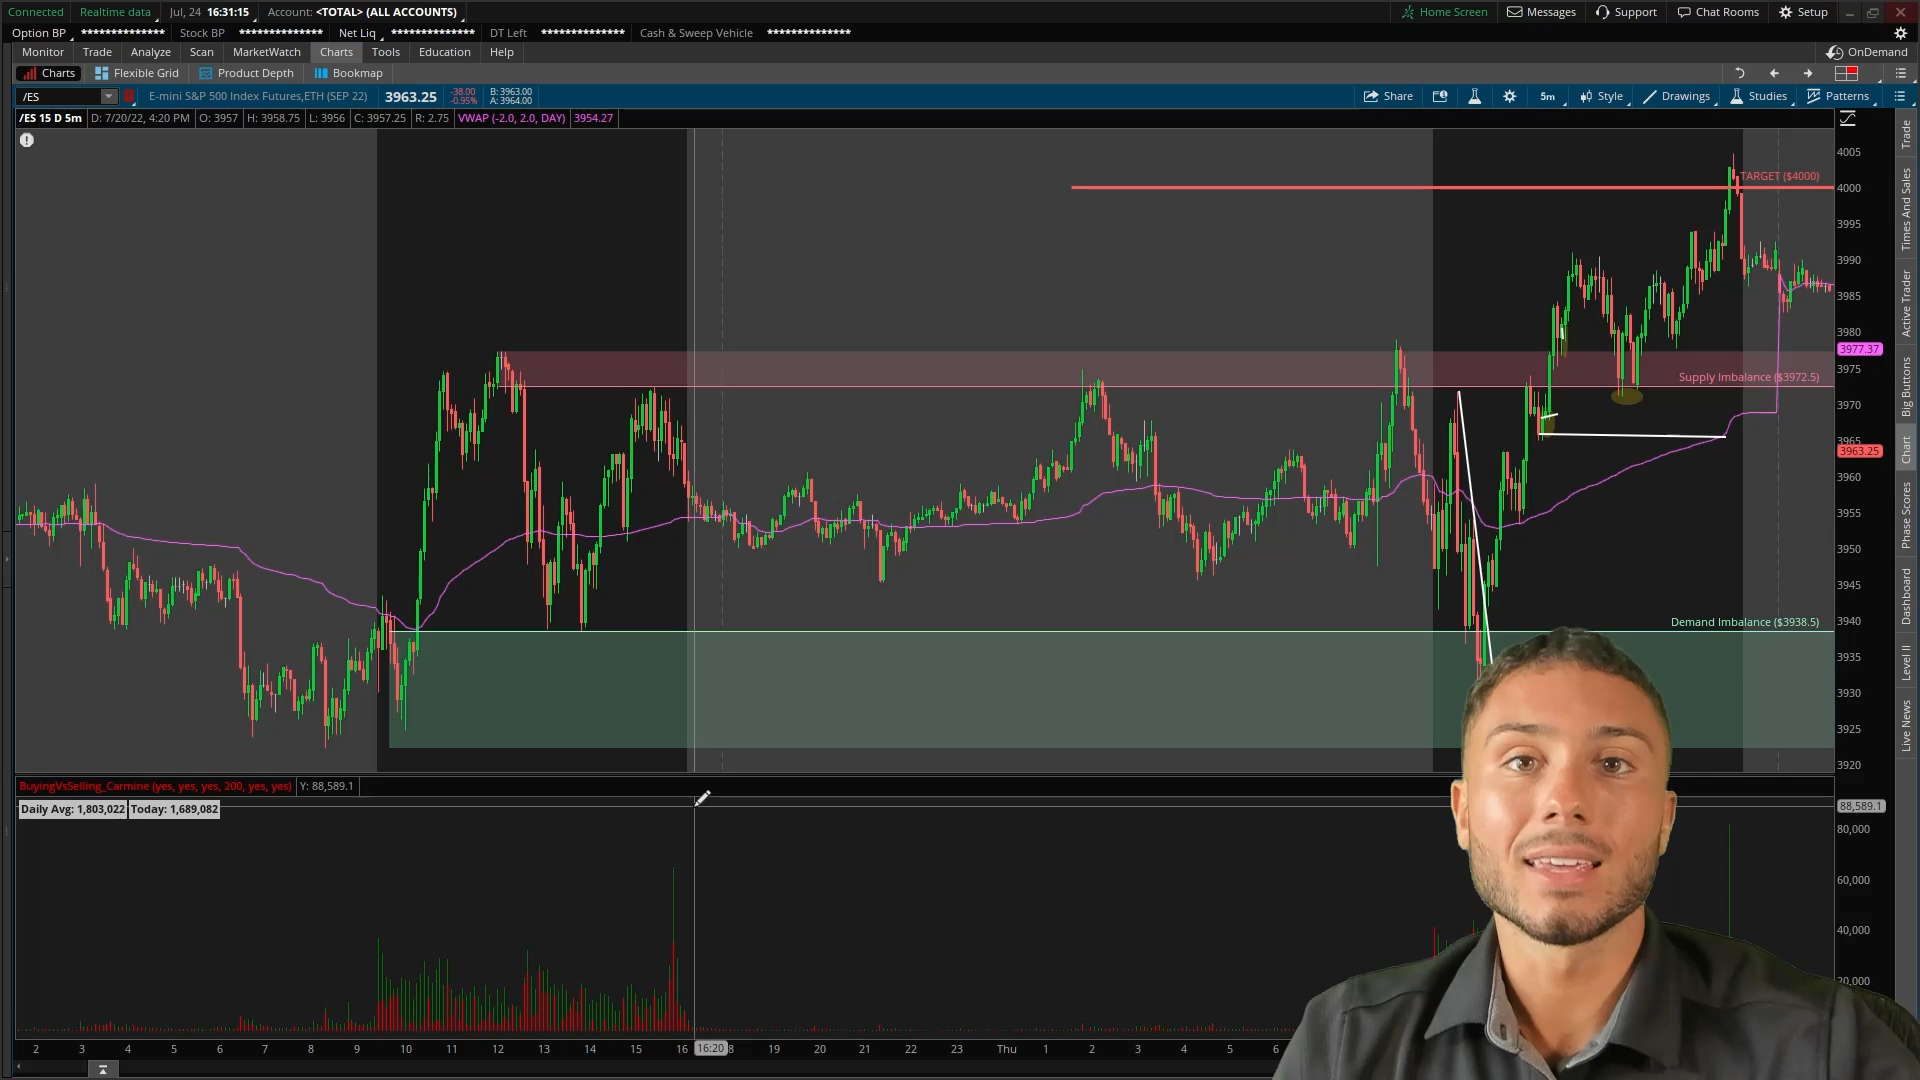 Connected Realtime data Jul, 24 16:31:15 Account: <TOTAL> (ALL ACCOUNTS) Home Screen Messages Support Chat Rooms Setup
Option BP ************** Stock BP ************** Net Liq ************** DT Left ************** Cash & Sweep Vehicle **************
Monitor Trade Analyze Scan MarketWatch Charts Tools Education Help OnDemand
Charts Flexible Grid Product Depth Bookmap
/ES E-mini S&P 500 Index Futures,ETH (SEP 22) 3963.25 -38.00 -0.95% B: 3963.00 A: 3964.00 Share 5m Style Drawings Studies Patterns
/ES 15 D 5m D: 7/20/22, 4:20 PM O: 3957 H: 3958.75 L: 3956 C: 3957.25 R: 2.75 VWAP (-2.0, 2.0, DAY) 3954.27
4005
TARGET ($4000)
4000
3995
3990
3985
3980
3977.37
3975
Supply Imbalance ($3972.5)
3970
3965
3963.25
3960
3955
3950
3945
3940
Demand Imbalance ($3938.5)
3935
3930
3925
3920
BuyingVsSelling_Carmine (yes, yes, yes, 200, yes, yes) Y: 88,589.1
Daily Avg: 1,803,022 Today: 1,689,082
88,589.1
80,000
60,000
40,000
20,000
2 3 4 5 6 7 8 9 10 11 12 13 14 15 16 16:20 8 19 20 21 22 23 Thu 1 2 3 4 5 6
Trade
Times And Sales
Active Trader
Big Buttons
Chart
Phase Scores
Dashboard
Level II
Live News